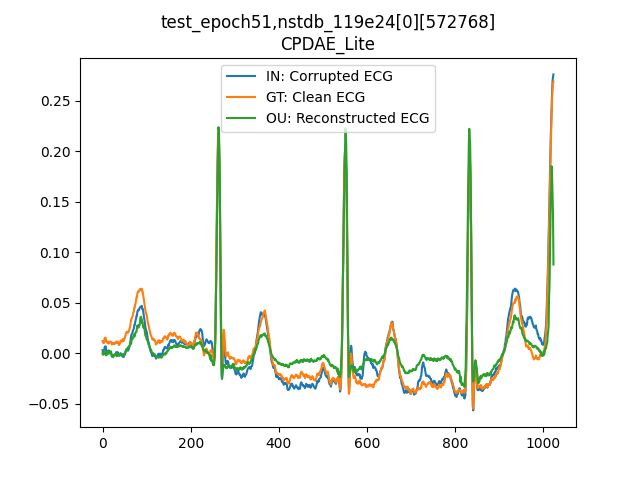 test_epoch51,nstdb_119e24[0][572768]
CPDAE_Lite
IN: Corrupted ECG
GT: Clean ECG
OU: Reconstructed ECG
0.25
0.20
0.15
0.10
0.05
0.00
−0.05
0 200 400 600 800 1000